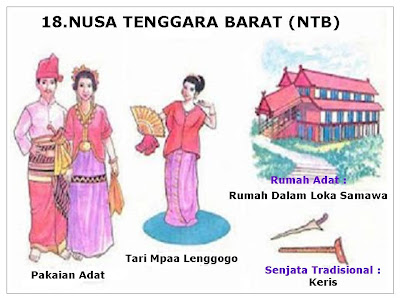 18.NUSA TENGGARA BARAT (NTB)
Rumah Adat :
Rumah Dalam Loka Samawa
Tari Mpaa Lenggogo
Pakaian Adat
Senjata Tradisional :
Keris